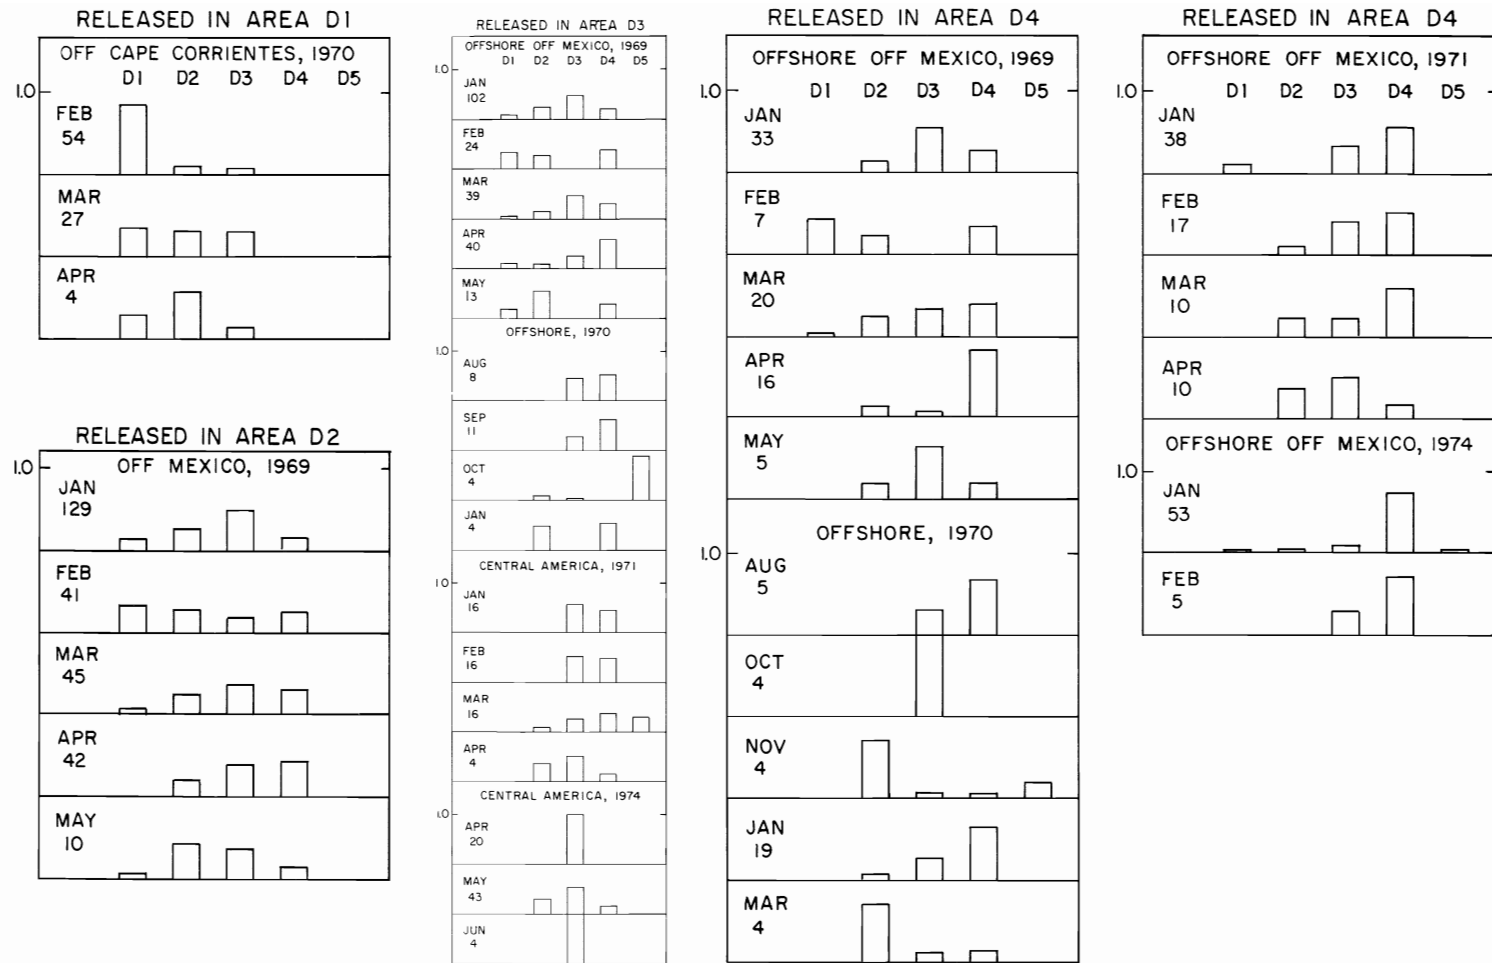 RELEASED IN AREA D1
OFF CAPE CORRIENTES, 1970
D1 D2 D3 D4 D5
1.0
FEB
54
MAR
27
APR
4
RELEASED IN AREA D2
OFF MEXICO, 1969
1.0
JAN
129
FEB
41
MAR
45
APR
42
MAY
10
RELEASED IN AREA D3
OFFSHORE OFF MEXICO, 1969
D1 D2 D3 D4 D5
1.0
JAN
102
FEB
24
MAR
39
APR
40
MAY
13
OFFSHORE, 1970
1.0
AUG
8
SEP
11
OCT
4
JAN
4
CENTRAL AMERICA, 1971
1.0
JAN
16
FEB
16
MAR
16
APR
4
CENTRAL AMERICA, 1974
1.0
APR
20
MAY
43
JUN
4
RELEASED IN AREA D4
OFFSHORE OFF MEXICO, 1969
1.0
D1 D2 D3 D4 D5
JAN
33
FEB
7
MAR
20
APR
16
MAY
5
OFFSHORE, 1970
1.0
AUG
5
OCT
4
NOV
4
JAN
19
MAR
4
RELEASED IN AREA D4
OFFSHORE OFF MEXICO, 1971
1.0
D1 D2 D3 D4 D5
JAN
38
FEB
17
MAR
10
APR
10
OFFSHORE OFF MEXICO, 1974
1.0
JAN
53
FEB
5